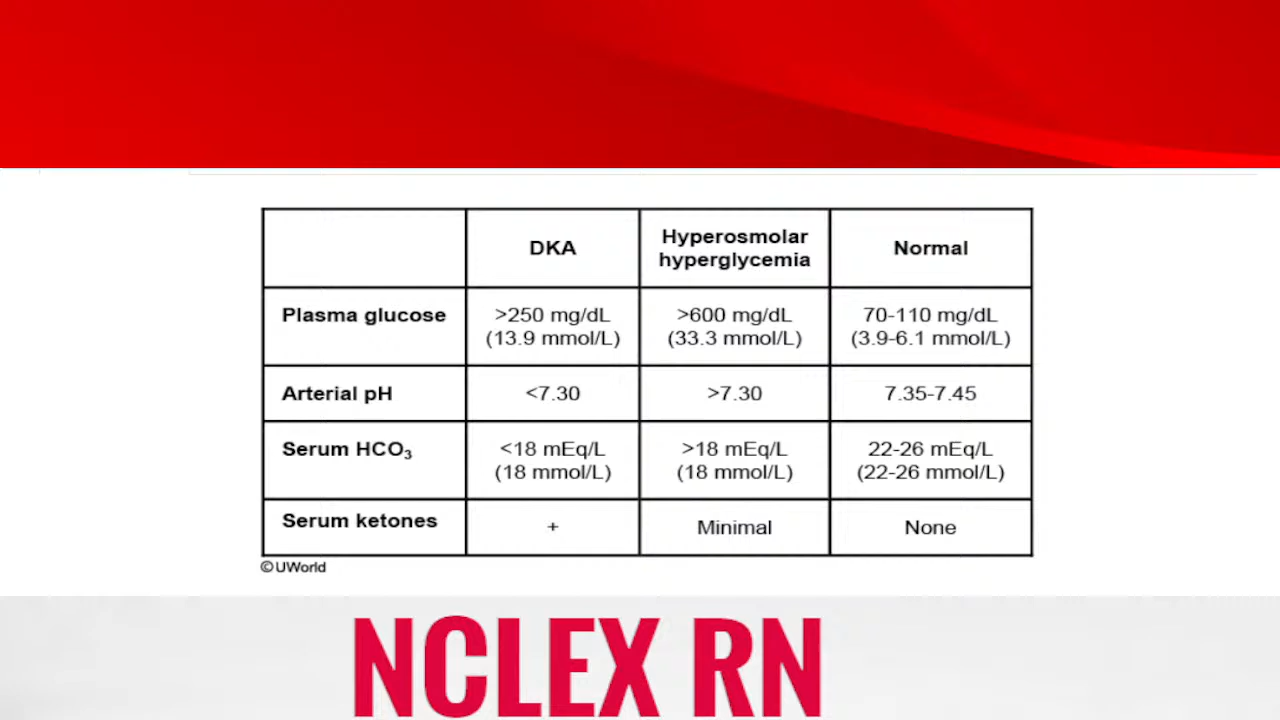 DKA
Hyperosmolar
hyperglycemia
Normal
Plasma glucose
>250 mg/dL
(13.9 mmol/L)
>600 mg/dL
(33.3 mmol/L)
70-110 mg/dL
(3.9-6.1 mmol/L)
Arterial pH
<7.30
>7.30
7.35-7.45
Serum HCO₃
<18 mEq/L
(18 mmol/L)
>18 mEq/L
(18 mmol/L)
22-26 mEq/L
(22-26 mmol/L)
Serum ketones
+
Minimal
None
©UWorld
NCLEX RN